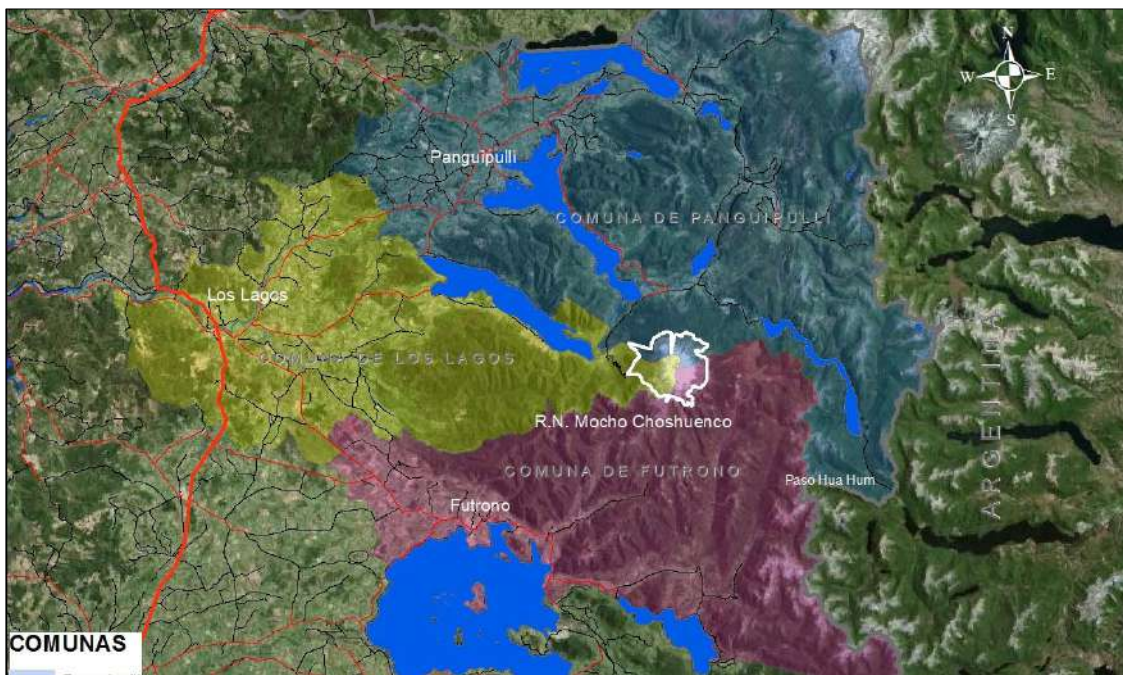 N
W E
S
Panguipulli
COMUNA DE PANGUIPULLI
Los Lagos
COMUNA DE LOS LAGOS
ARGENTINA
R.N. Mocho Choshuenco
COMUNA DE FUTRONO
Paso Hua Hum
Futrono
COMUNAS